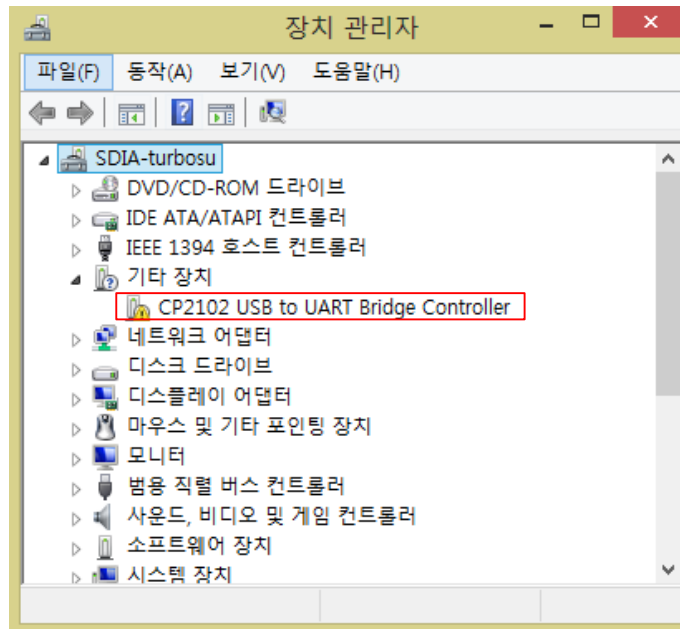 장치 관리자
파일(F) 동작(A) 보기(V) 도움말(H)
SDIA-turbosu
DVD/CD-ROM 드라이브
IDE ATA/ATAPI 컨트롤러
IEEE 1394 호스트 컨트롤러
기타 장치
CP2102 USB to UART Bridge Controller
네트워크 어댑터
디스크 드라이브
디스플레이 어댑터
마우스 및 기타 포인팅 장치
모니터
범용 직렬 버스 컨트롤러
사운드, 비디오 및 게임 컨트롤러
소프트웨어 장치
시스템 장치